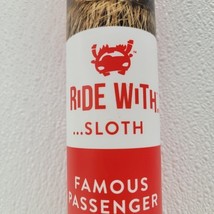 RIDE WITH
...SLOTH
FAMOUS
PASSENGER